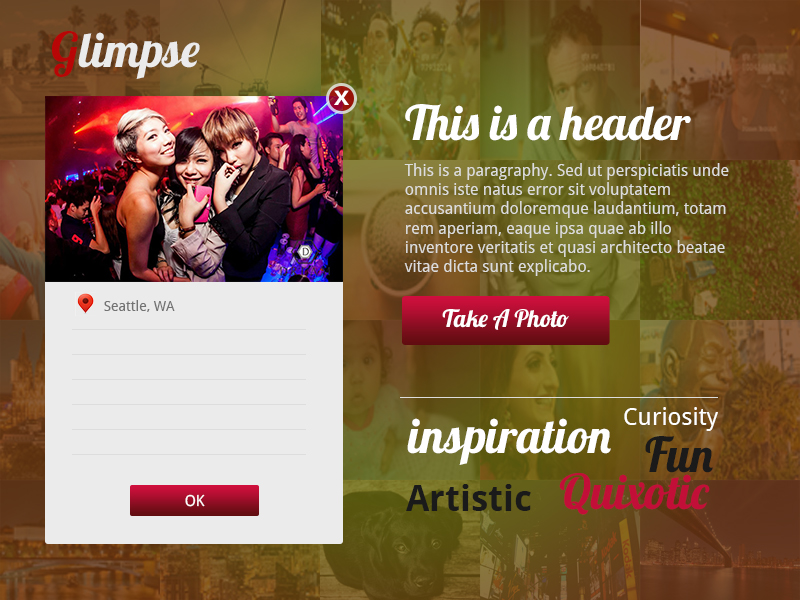 Glimpse
X
D
Seattle, WA
OK
This is a header
This is a paragraphy. Sed ut perspiciatis unde
omnis iste natus error sit voluptatem
accusantium doloremque laudantium, totam
rem aperiam, eaque ipsa quae ab illo
inventore veritatis et quasi architecto beatae
vitae dicta sunt explicabo.
Take A Photo
Curiosity
inspiration
Fun
Artistic
Quixotic